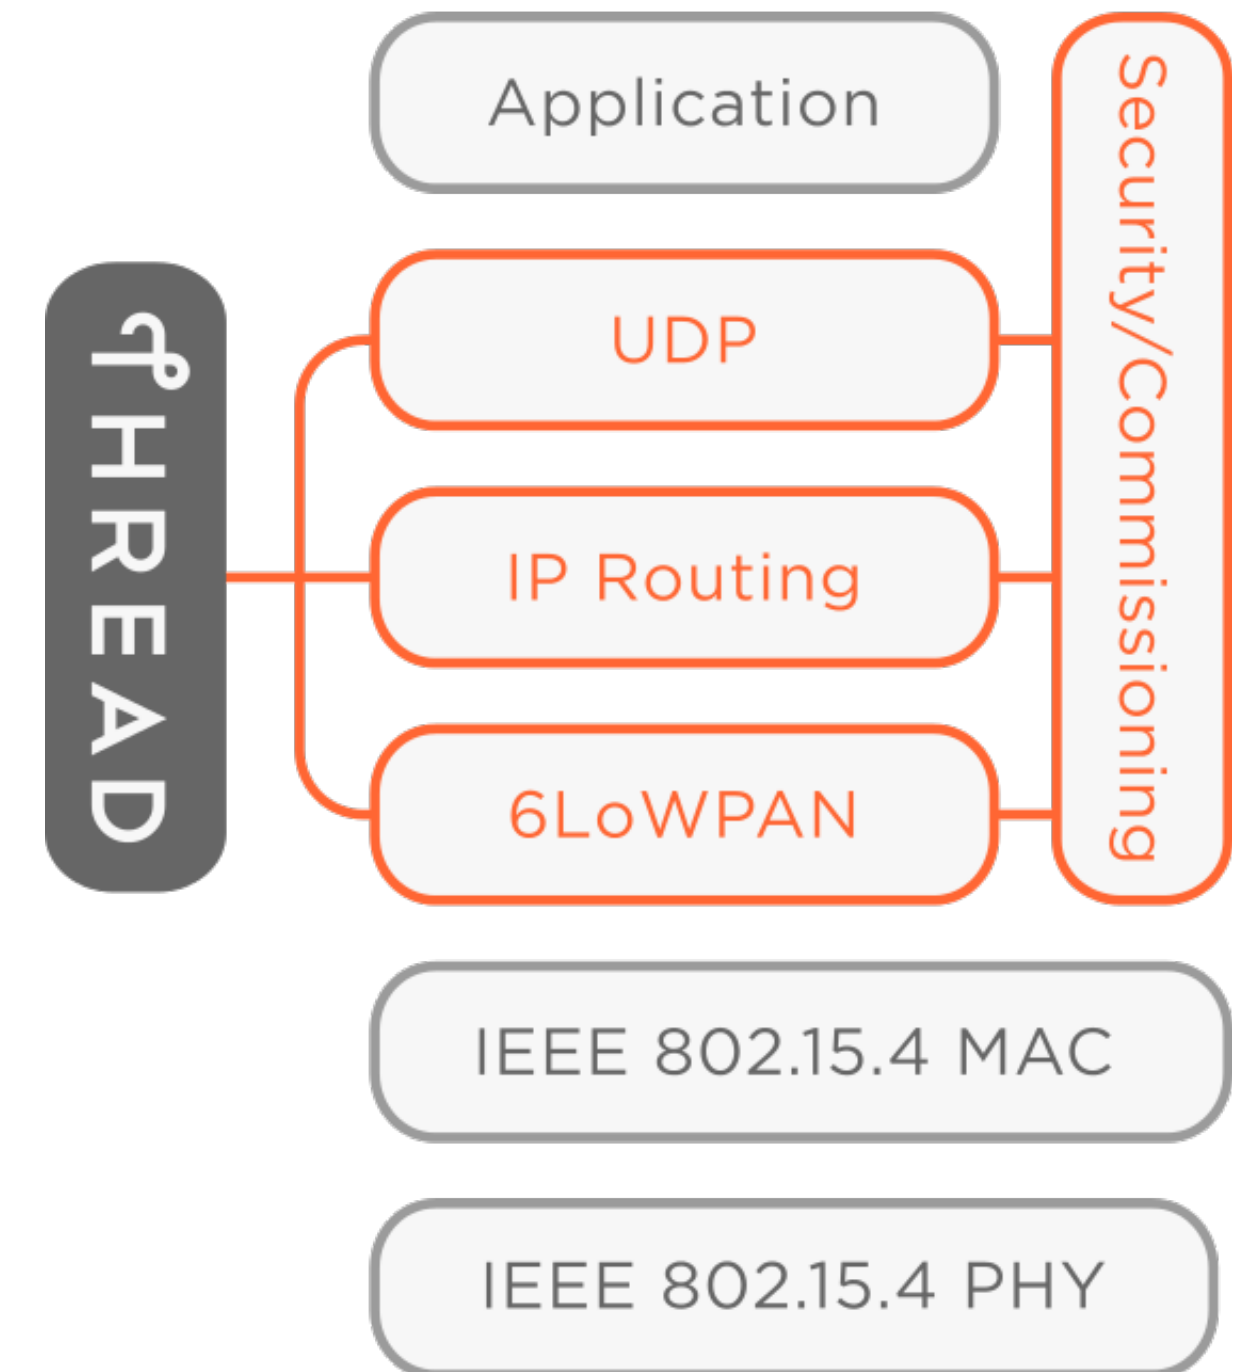 Application
Security/Commissioning
THREAD
UDP
IP Routing
6LoWPAN
IEEE 802.15.4 MAC
IEEE 802.15.4 PHY